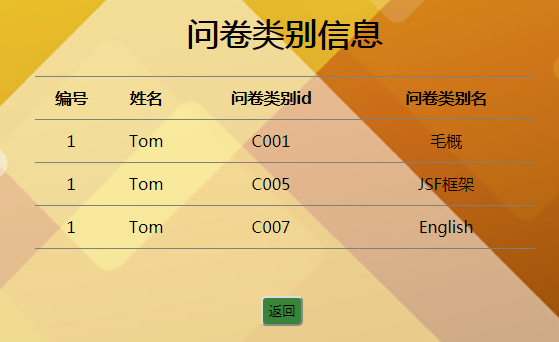 问卷类别信息
编号 姓名 问卷类别id 问卷类别名
1 Tom C001 毛概
1 Tom C005 JSF框架
1 Tom C007 English
返回